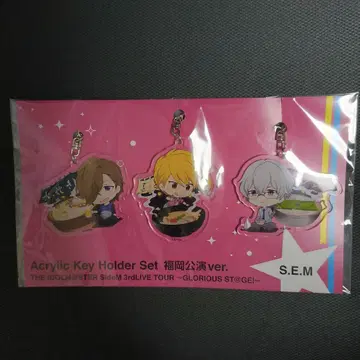 Acrylic Key Holder Set 福岡公演ver.
THE IDOLM@STER SideM 3rdLIVE TOUR ～GLORIOUS ST@GE!～
S.E.M